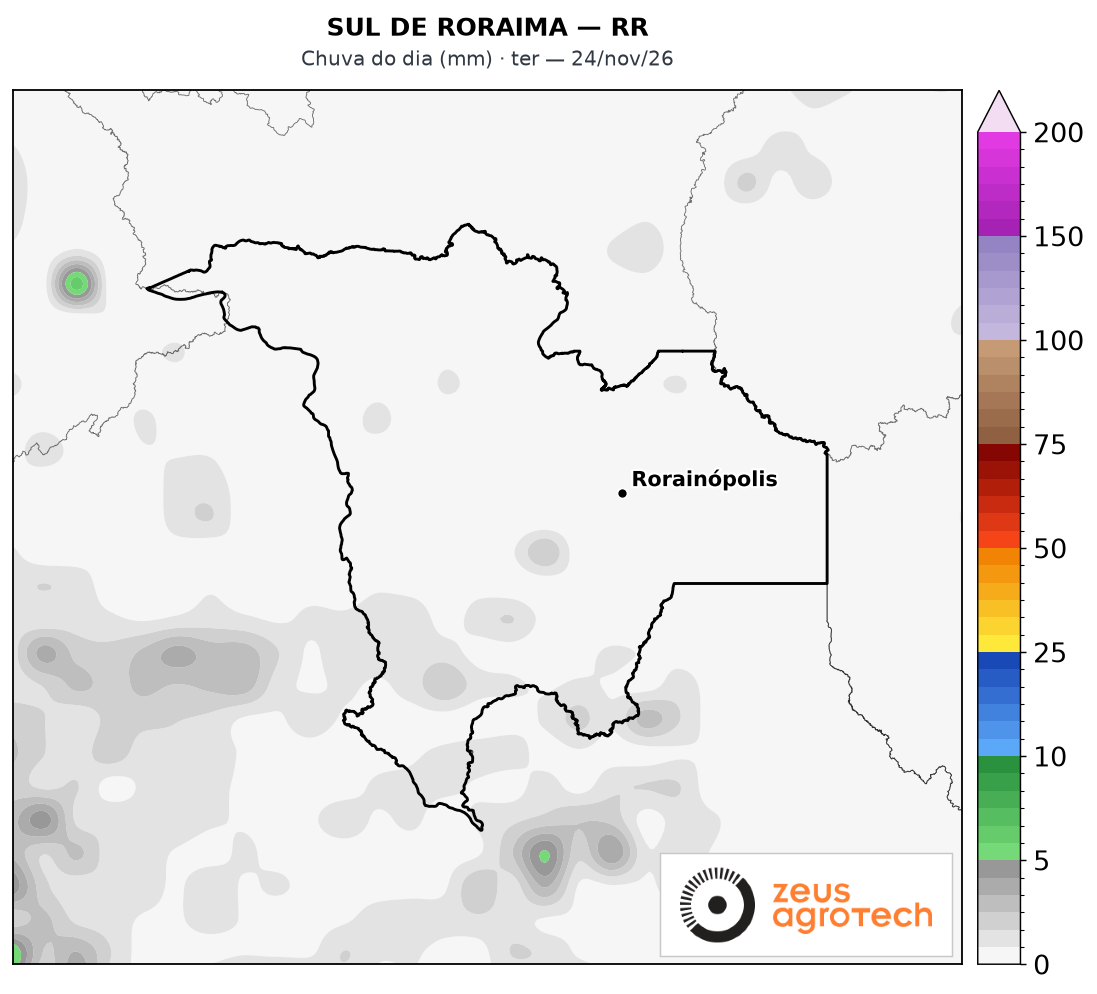 SUL DE RORAIMA — RR
Chuva do dia (mm) · ter — 24/nov/26
200
150
100
75
50
25
10
5
0
Rorainópolis
zeus
agrotech